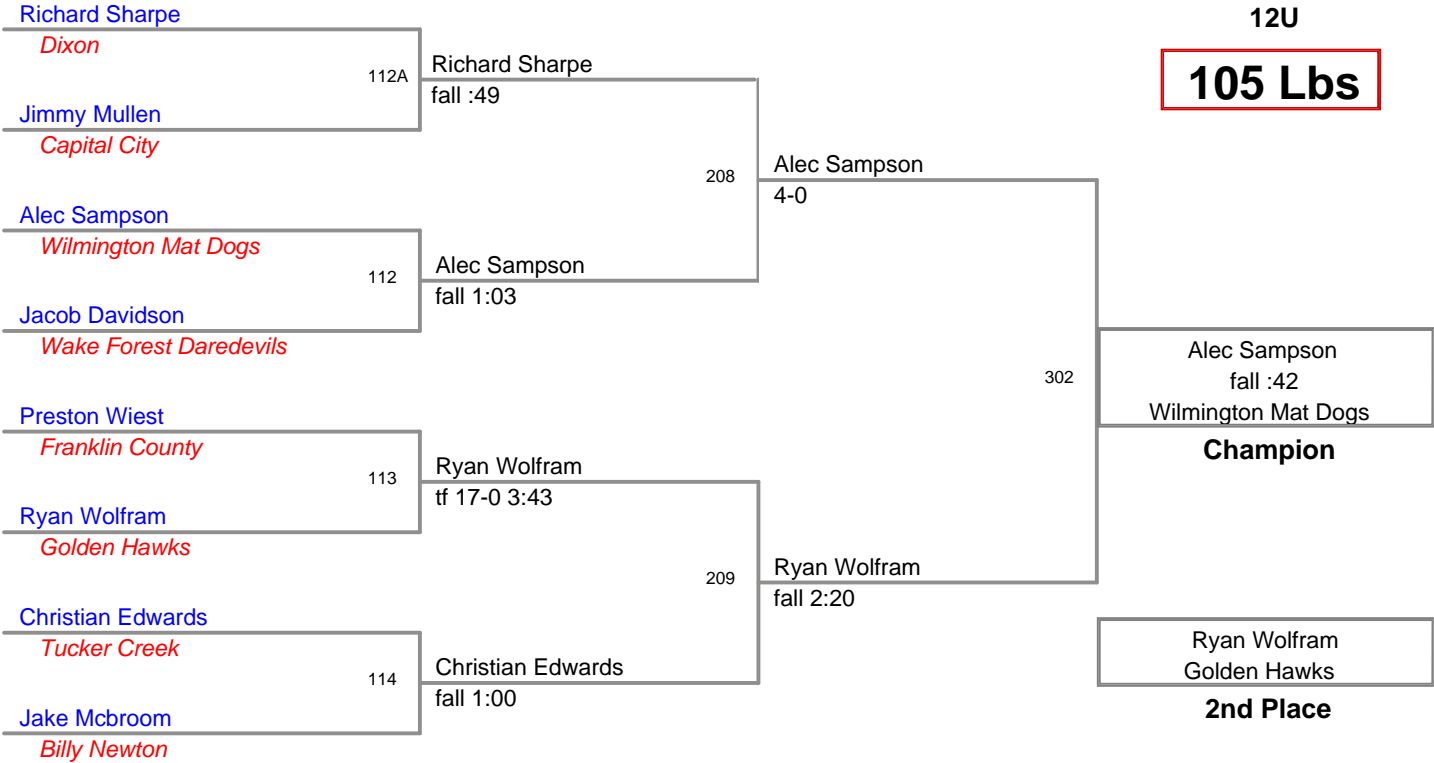 Richard Sharpe
Dixon
112A
Richard Sharpe
fall :49
Jimmy Mullen
Capital City
208
Alec Sampson
4-0
Alec Sampson
Wilmington Mat Dogs
112
Alec Sampson
fall 1:03
Jacob Davidson
Wake Forest Daredevils
302
Preston Wiest
Franklin County
113
Ryan Wolfram
tf 17-0 3:43
Ryan Wolfram
Golden Hawks
209
Ryan Wolfram
fall 2:20
Christian Edwards
Tucker Creek
114
Christian Edwards
fall 1:00
Jake Mcbroom
Billy Newton
12U
105 Lbs
Alec Sampson
fall :42
Wilmington Mat Dogs
Champion
Ryan Wolfram
Golden Hawks
2nd Place